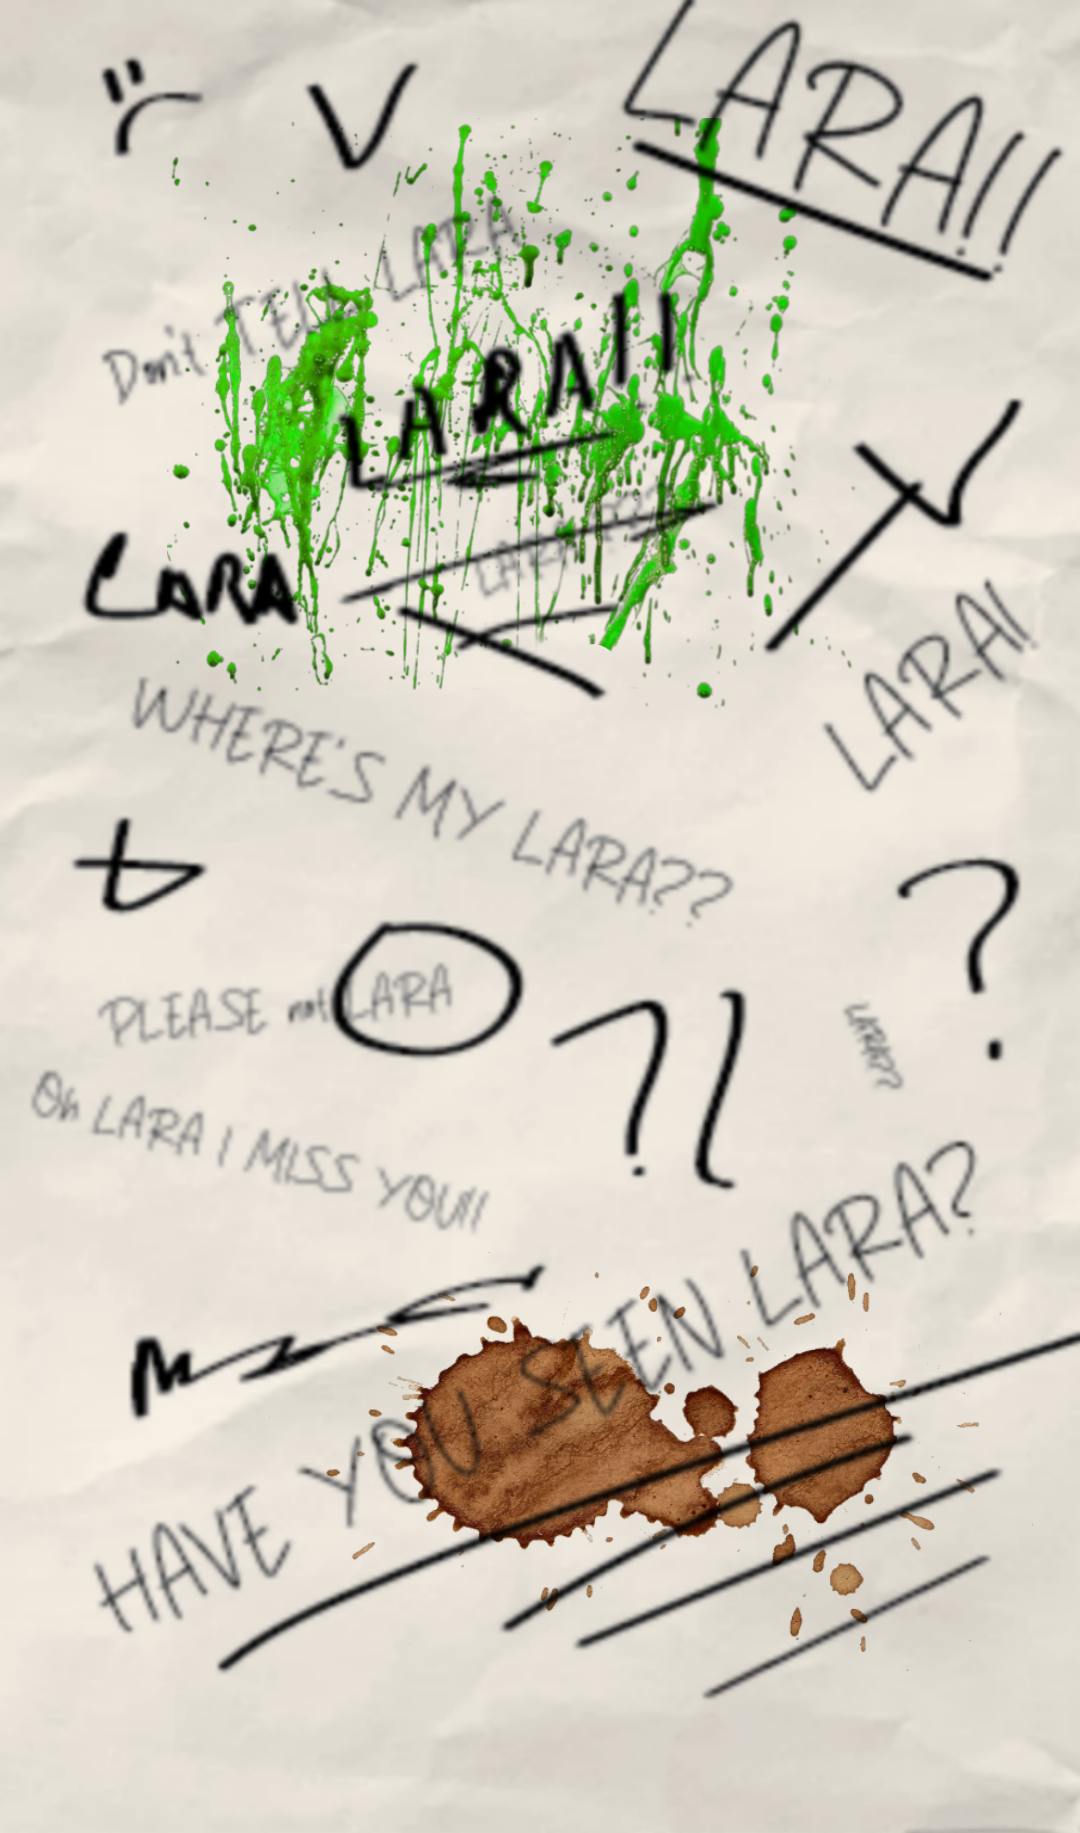 LARA!!
Don't TELL LARA
LARA!!
LARA
LARA!
WHERE'S MY LARA??
?
PLEASE not LARA
?
LARA??
Oh LARA I MISS YOU!!
HAVE YOU SEEN LARA?